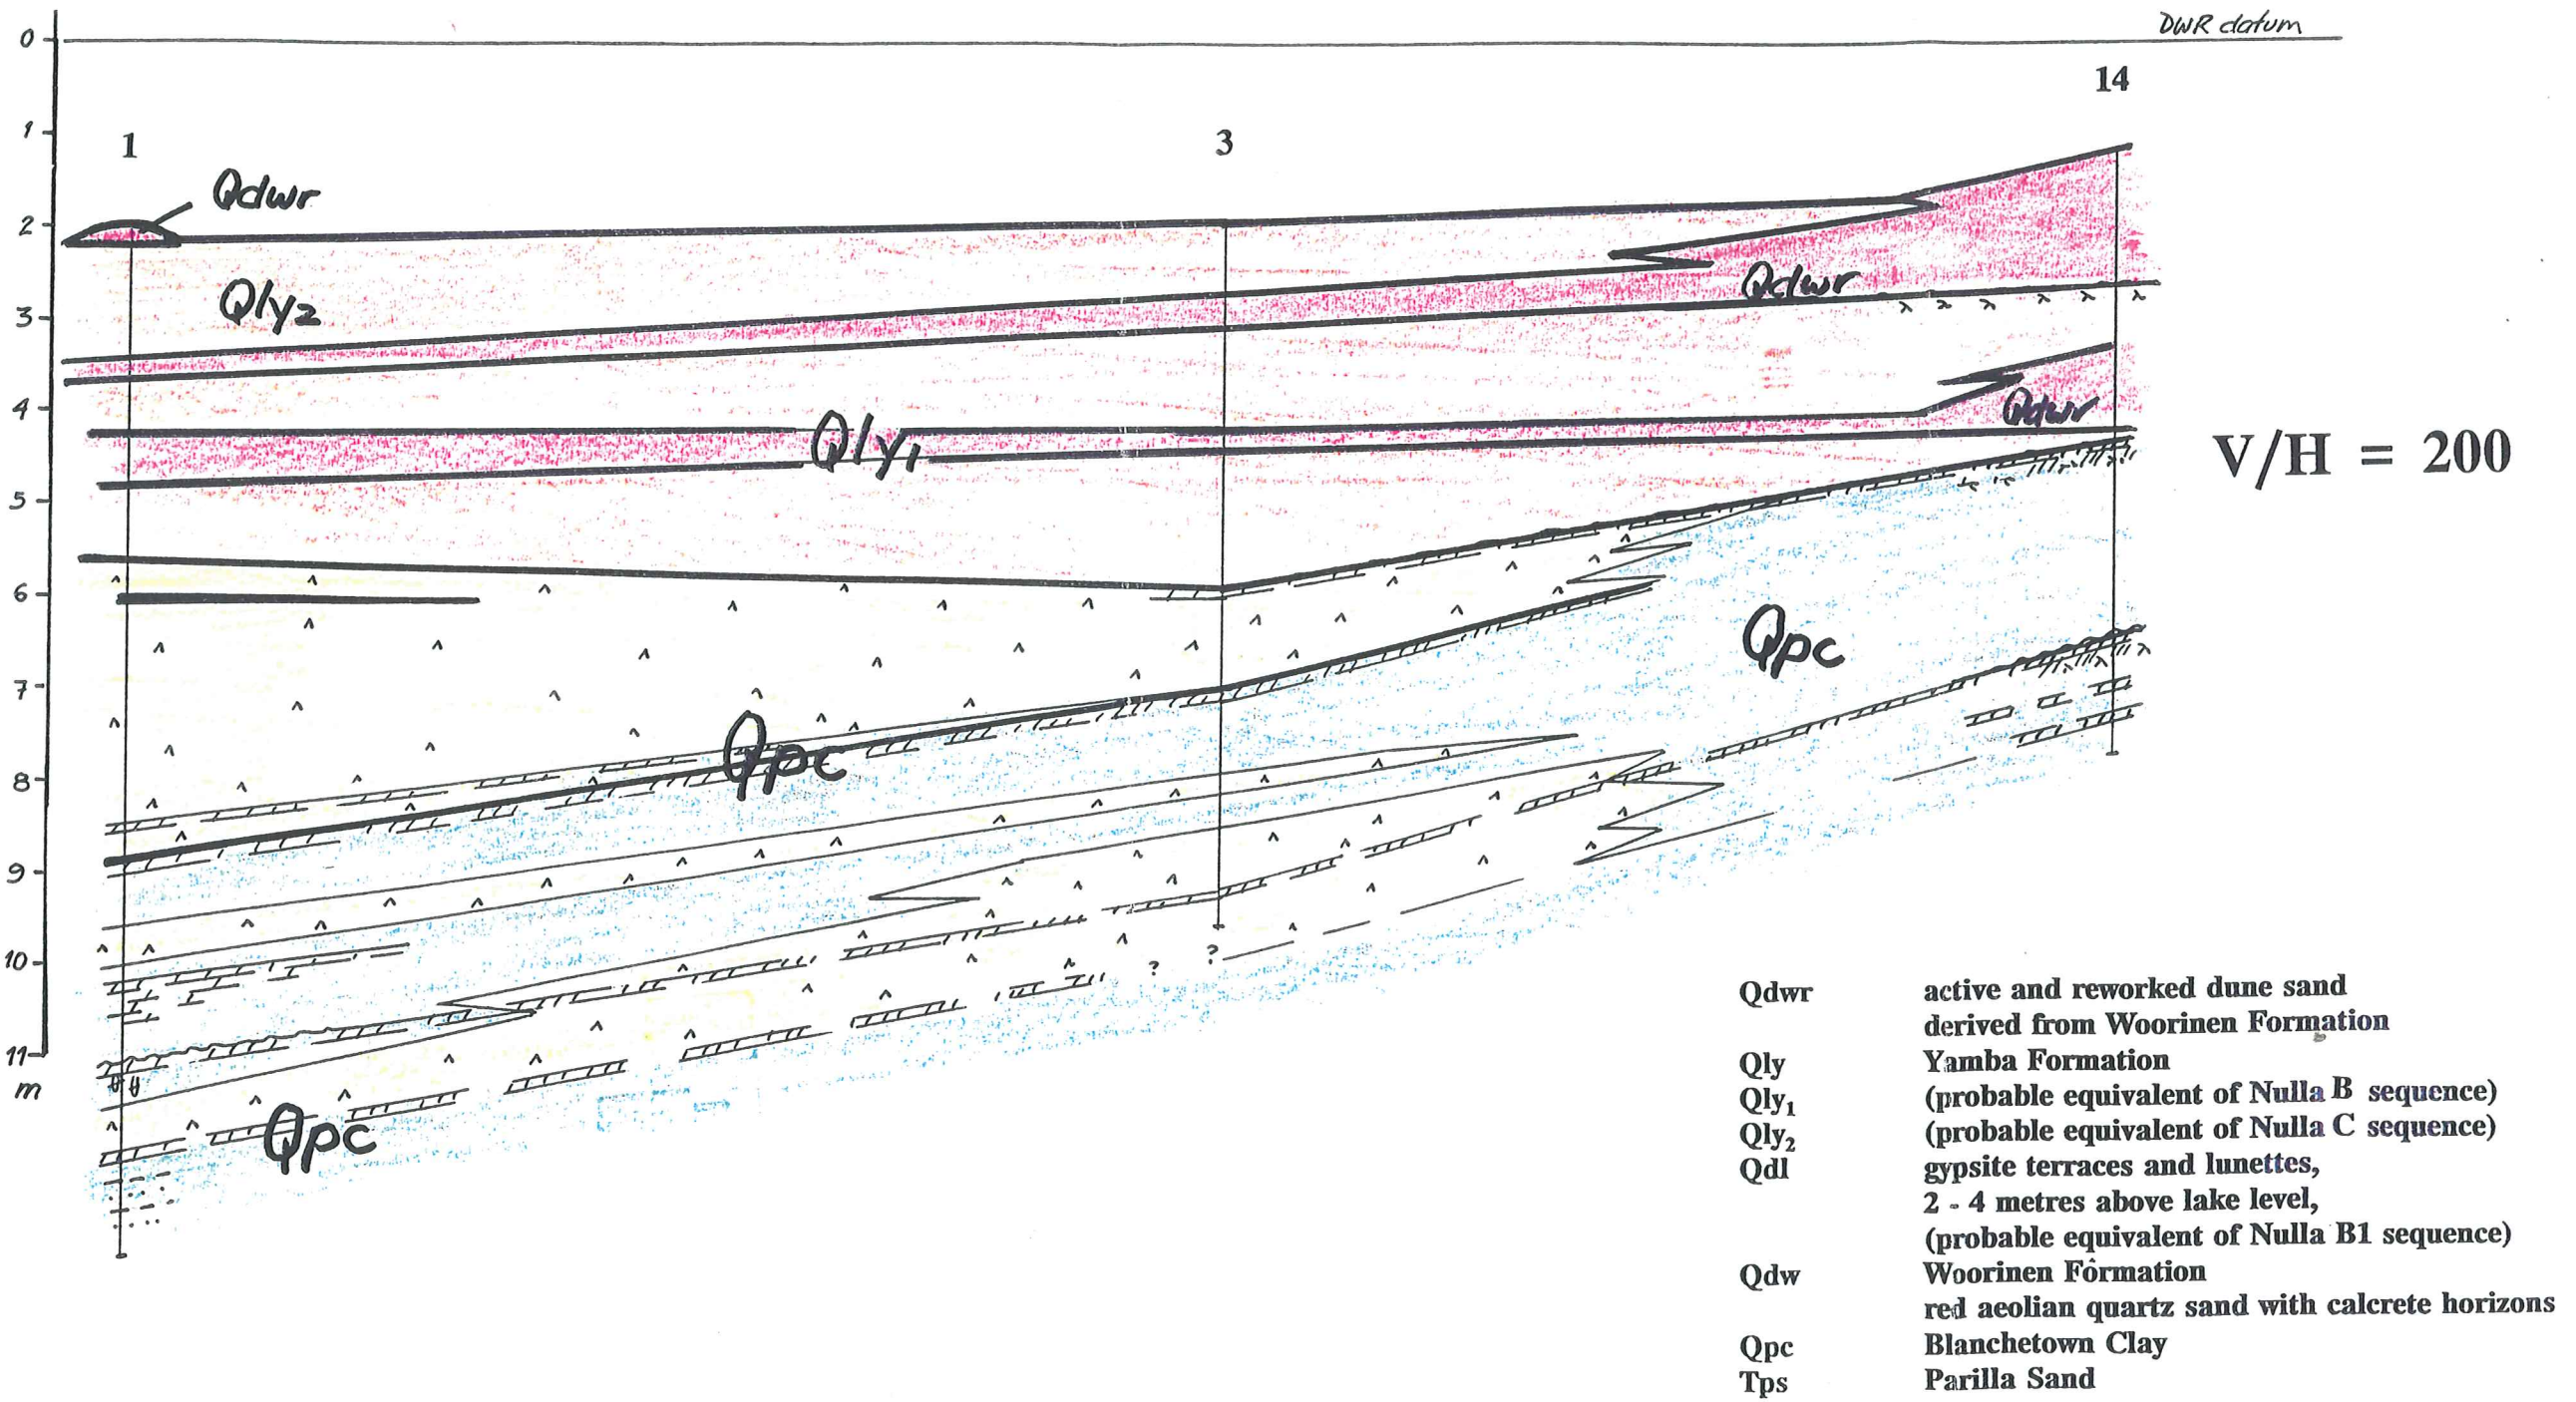 DWR datum
0
14
1
1
3
Qdwr
2
Qly2
Qdwr
3
4
Qdwr
Qly1
V/H = 200
5
6
Qpc
7
Qpc
8
9
10
? ?
11
m
Qpc
Qdwr active and reworked dune sand
derived from Woorinen Formation
Qly Yamba Formation
Qly1 (probable equivalent of Nulla B sequence)
Qly2 (probable equivalent of Nulla C sequence)
Qdl gypsite terraces and lunettes,
2 - 4 metres above lake level,
(probable equivalent of Nulla B1 sequence)
Qdw Woorinen Formation
red aeolian quartz sand with calcrete horizons
Qpc Blanchetown Clay
Tps Parilla Sand